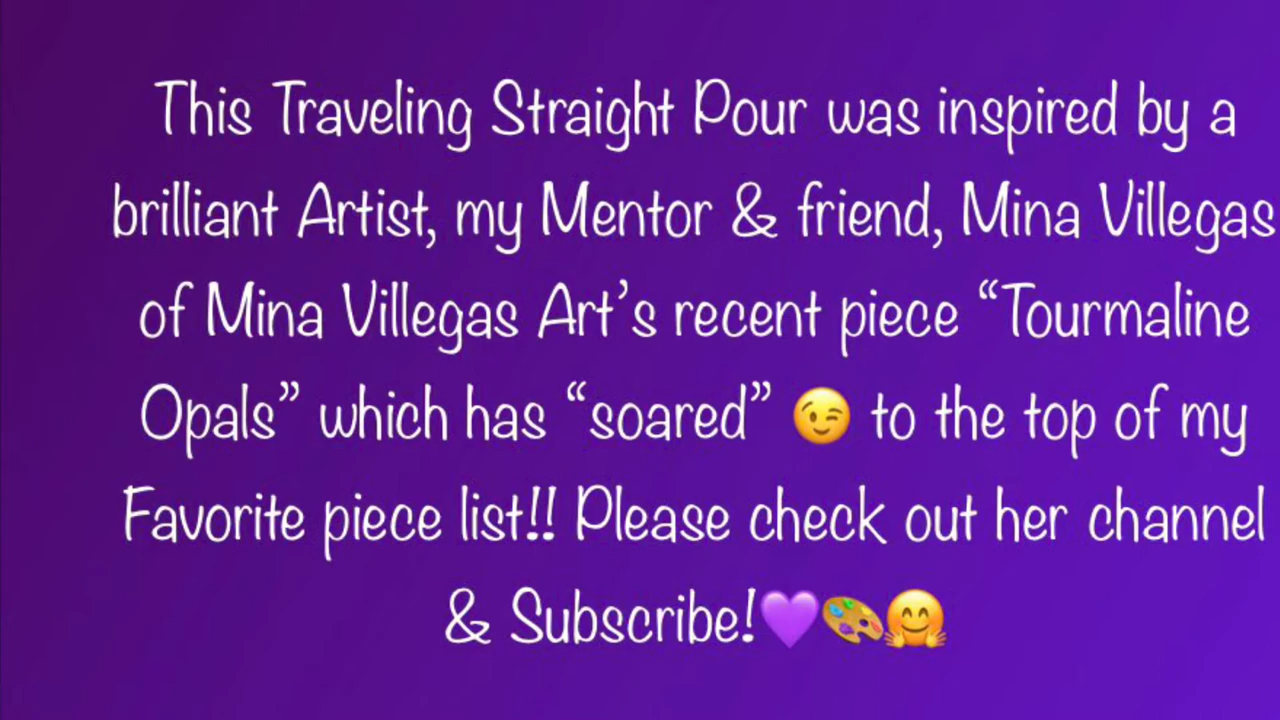 This Traveling Straight Pour was inspired by a
brilliant Artist, my Mentor & friend, Mina Villegas
of Mina Villegas Art’s recent piece “Tourmaline
Opals” which has “soared” 😉 to the top of my
Favorite piece list!! Please check out her channel
& Subscribe!💜🎨🤗